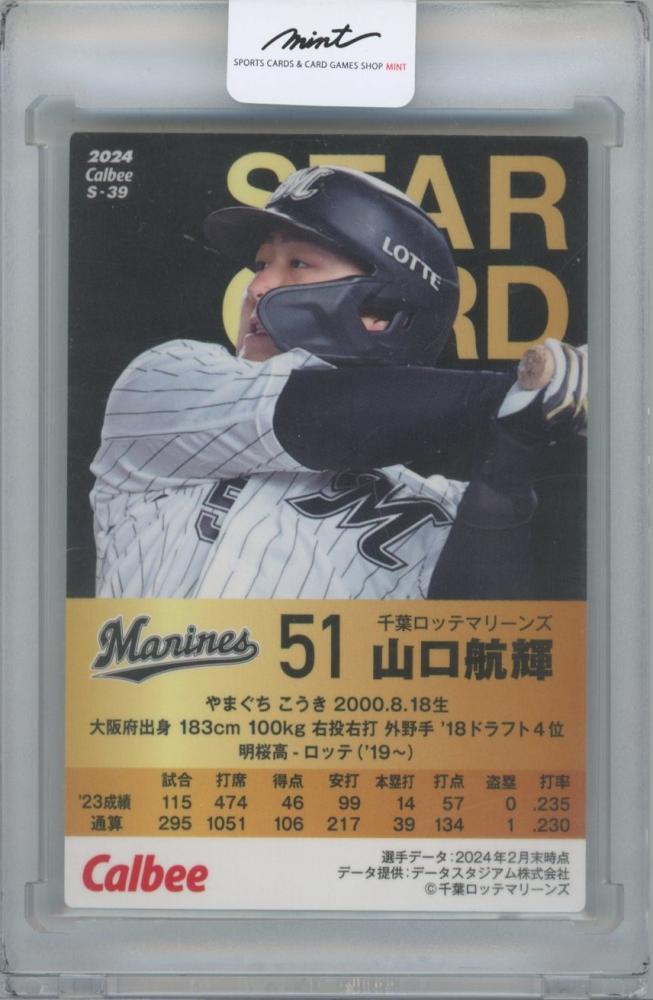 mint
SPORTS CARDS & CARD GAMES SHOP MINT
2024
Calbee
S-39
STAR
CARD
M
LOTTE
5
M
Marines
51
千葉ロッテマリーンズ
山口航輝
やまぐち こうき 2000.8.18生
大阪府出身 183cm 100kg 右投右打 外野手 '18ドラフト4位
明桜高 - ロッテ ('19~)
試合 打席 得点 安打 本塁打 打点 盗塁 打率
'23成績 115 474 46 99 14 57 0 .235
通算 295 1051 106 217 39 134 1 .230
Calbee
選手データ:2024年2月末時点
データ提供:データスタジアム株式会社
©千葉ロッテマリーンズ